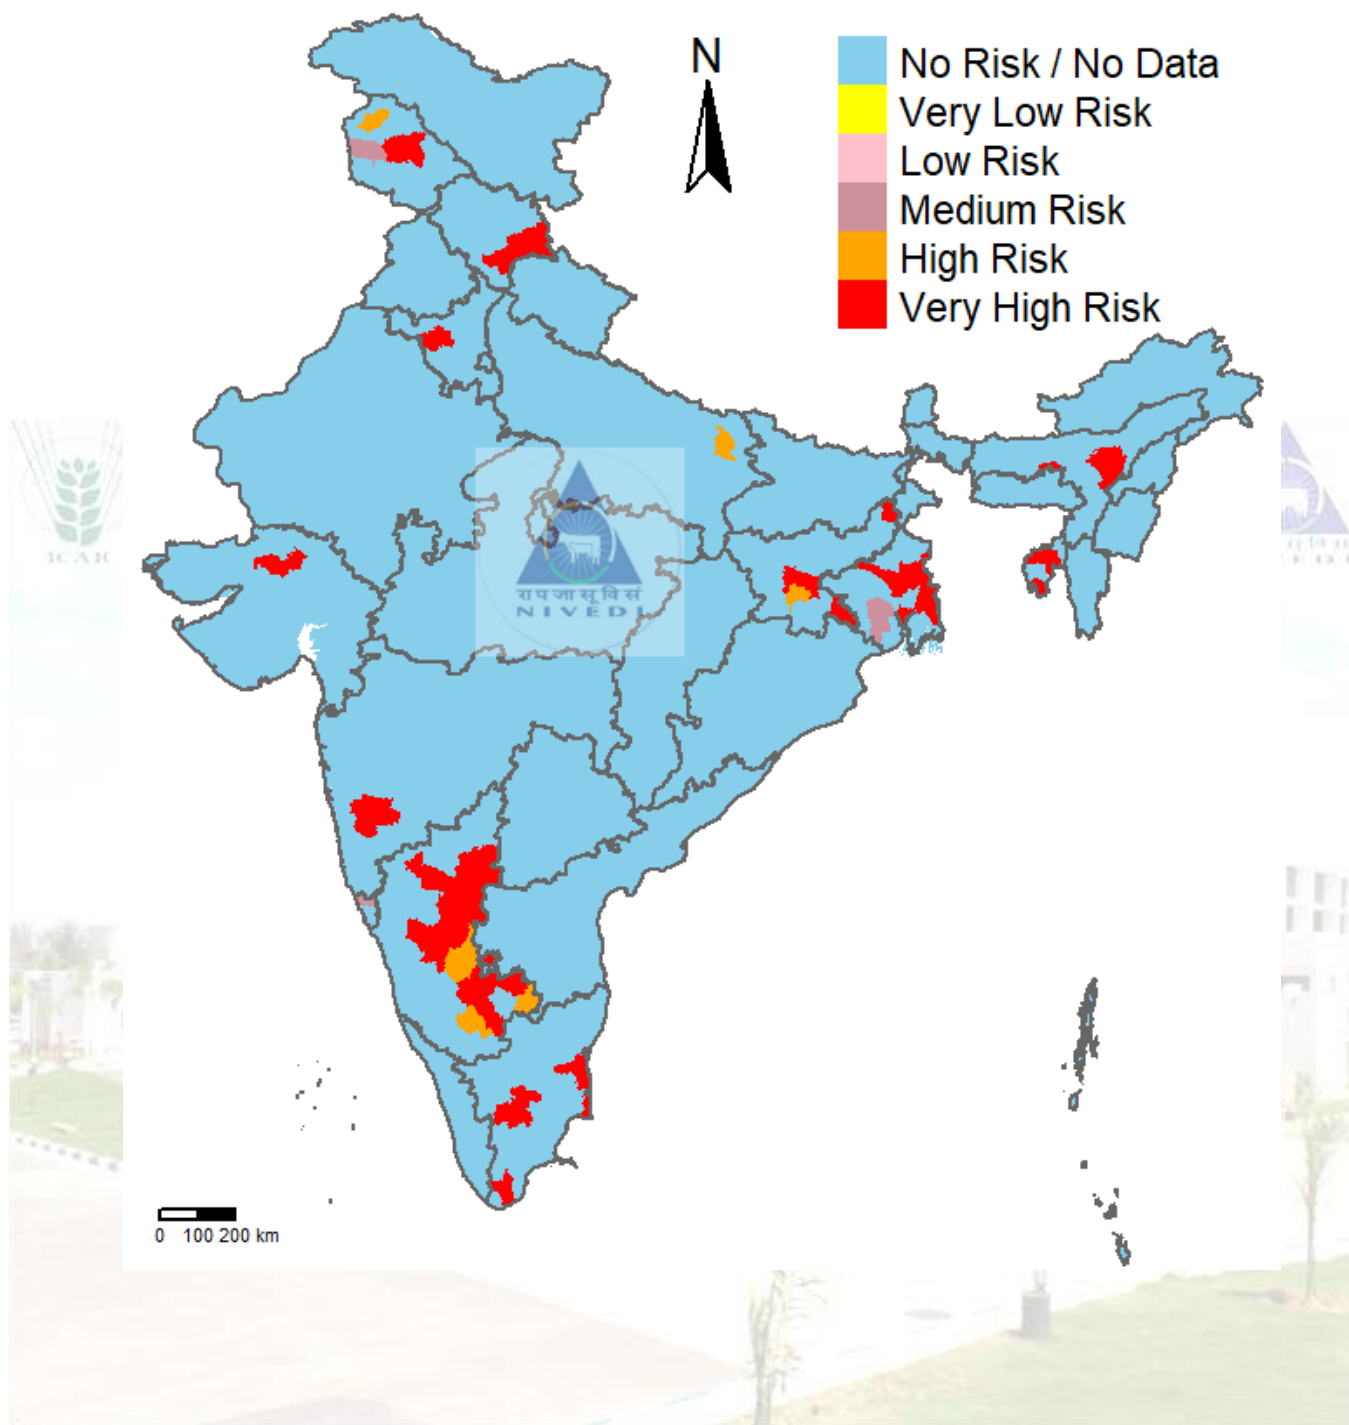 N
No Risk / No Data
Very Low Risk
Low Risk
Medium Risk
High Risk
Very High Risk
ICAR
रा प जा सू वि सं
NIVEDI
0 100 200 km